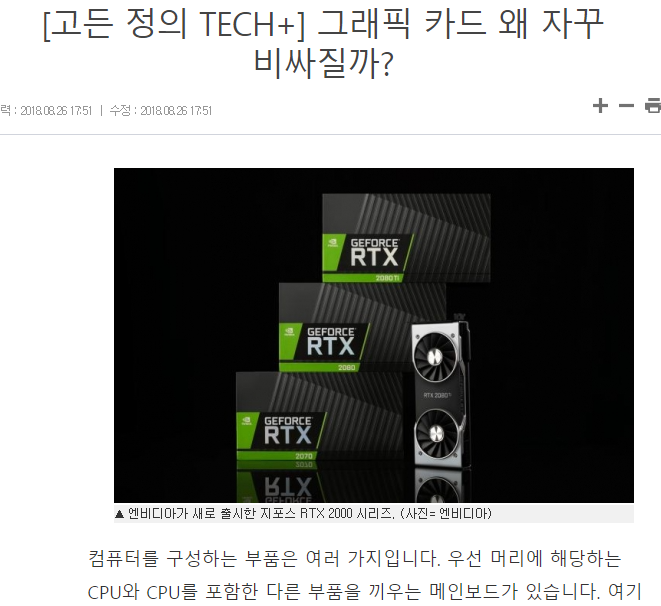 [고든 정의 TECH+] 그래픽 카드 왜 자꾸
비싸질까?
력 : 2018.08.26 17:51 ㅣ 수정 : 2018.08.26 17:51
GEFORCE
RTX
2080 Ti
GEFORCE
RTX
2080
RTX 2080 Ti
GEFORCE
RTX
2070
▲ 엔비디아가 새로 출시한 지포스 RTX 2000 시리즈. (사진= 엔비디아)
컴퓨터를 구성하는 부품은 여러 가지입니다. 우선 머리에 해당하는
CPU와 CPU를 포함한 다른 부품을 끼우는 메인보드가 있습니다. 여기